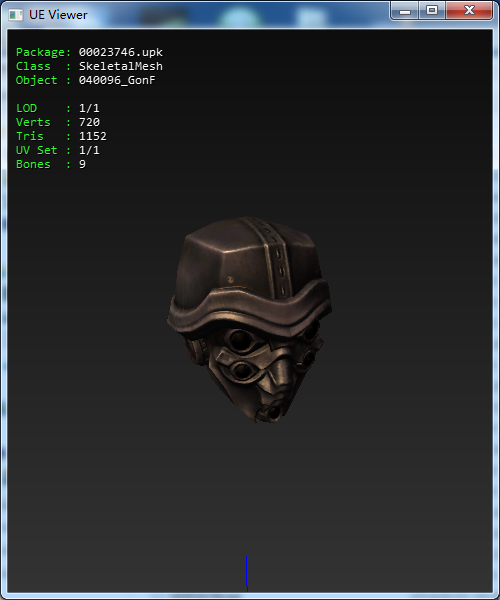 UE Viewer
Package: 00023746.upk
Class : SkeletalMesh
Object : 040096_GonF
LOD : 1/1
Verts : 720
Tris : 1152
UV Set : 1/1
Bones : 9